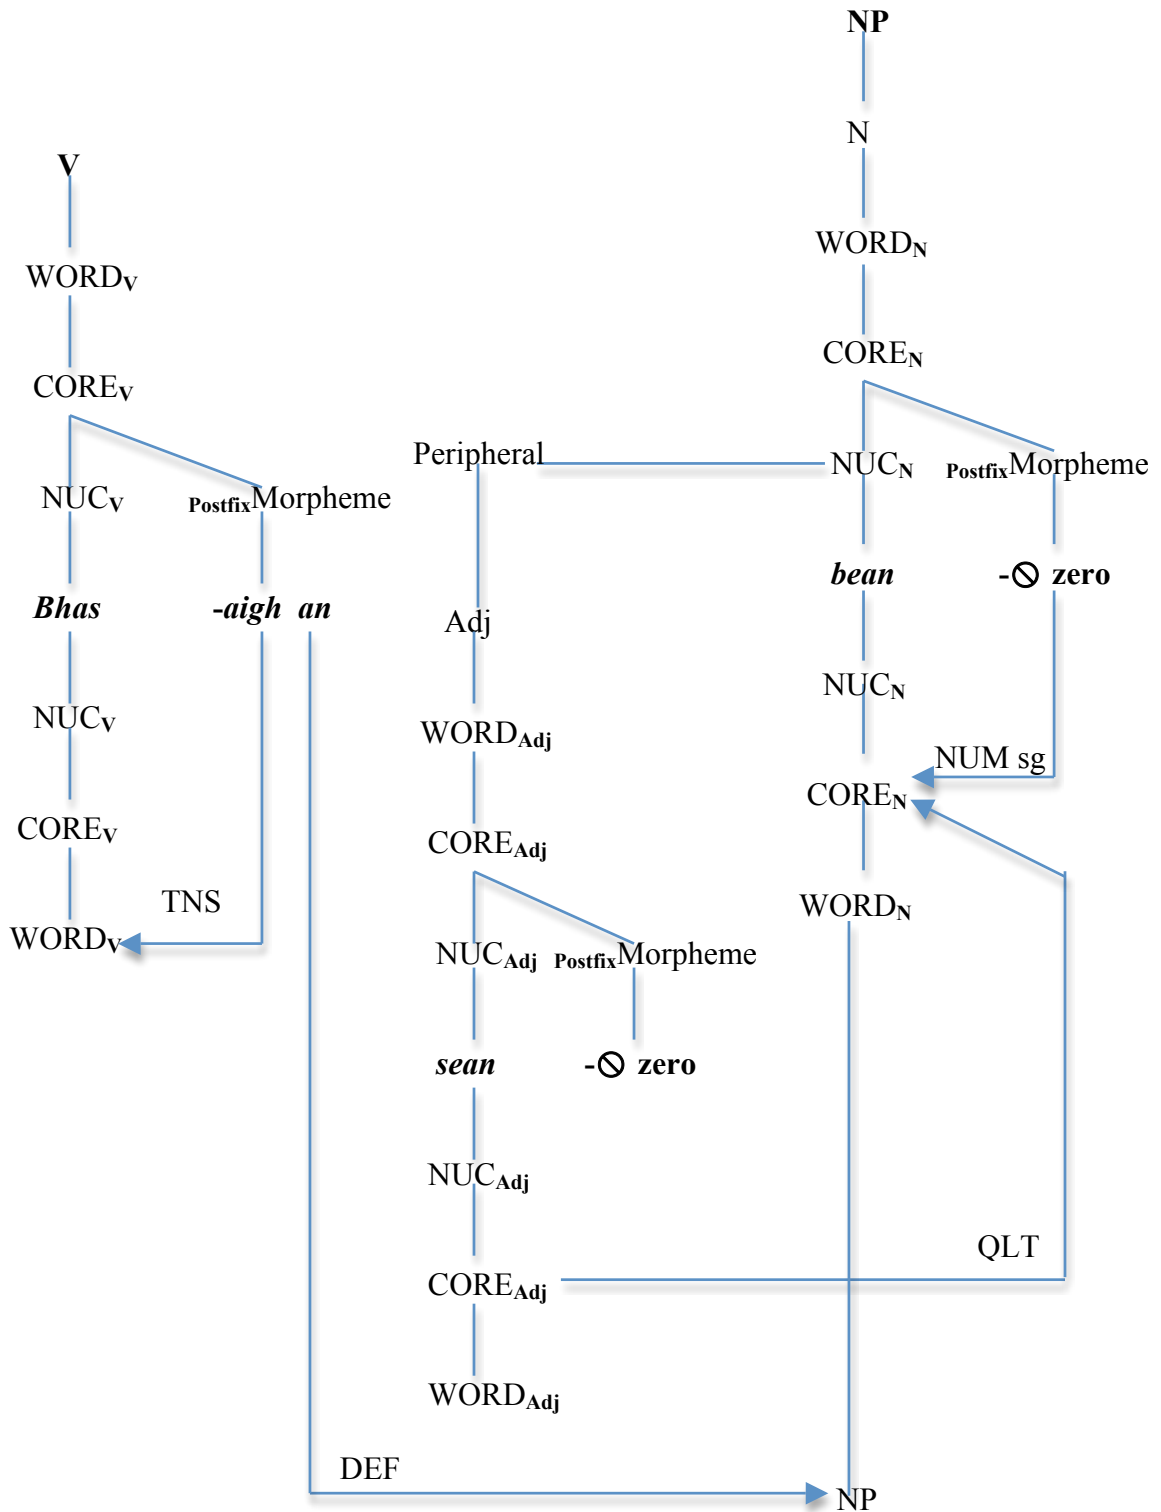 NP
N
V
WORDN
WORDV
COREN
COREV
Peripheral NUCN PostfixMorpheme
NUCV PostfixMorpheme
bean -⃠ zero
Bhas -aigh an
Adj
NUCN
NUCV
WORDAdj
NUM sg
COREN
COREV
COREAdj
TNS
WORDN
WORDV
NUCAdj PostfixMorpheme
sean -⃠ zero
NUCAdj
QLT
COREAdj
WORDAdj
DEF
NP